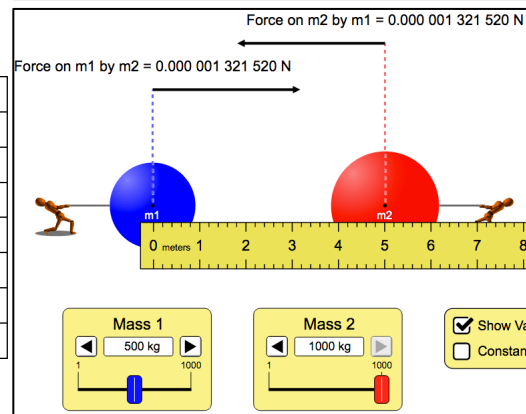 Force on m2 by m1 = 0.000 001 321 520 N
Force on m1 by m2 = 0.000 001 321 520 N
m1
m2
0 meters 1 2 3 4 5 6 7 8
Mass 1
500 kg
1 1000
Mass 2
1000 kg
1 1000
Show Va
Constan